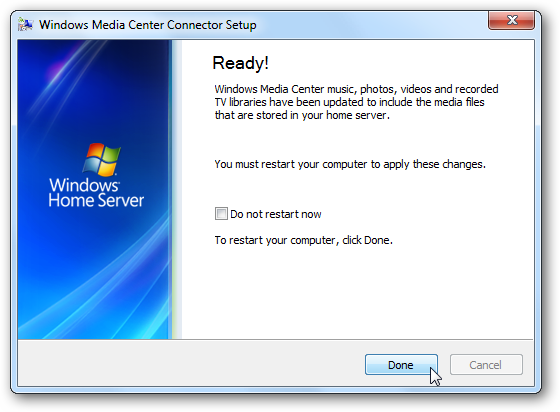 Windows Media Center Connector Setup
Ready!
Windows Media Center music, photos, videos and recorded
TV libraries have been updated to include the media files
that are stored in your home server.
You must restart your computer to apply these changes.
Windows
Home Server
Do not restart now
To restart your computer, click Done.
Done
Cancel